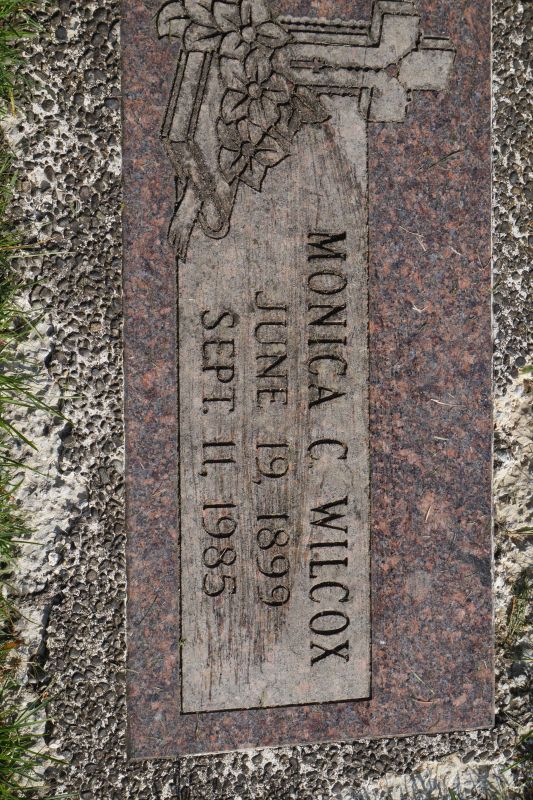 MONICA C. WILCOX
JUNE 19, 1899
SEPT. 11, 1985